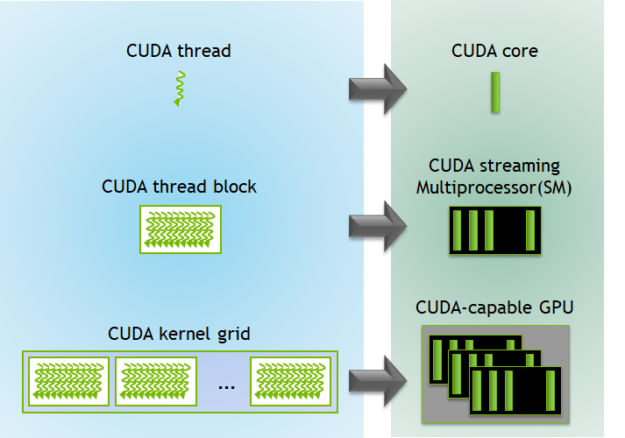 CUDA thread
CUDA core
CUDA thread block
CUDA streaming
Multiprocessor(SM)
CUDA kernel grid
CUDA-capable GPU
...